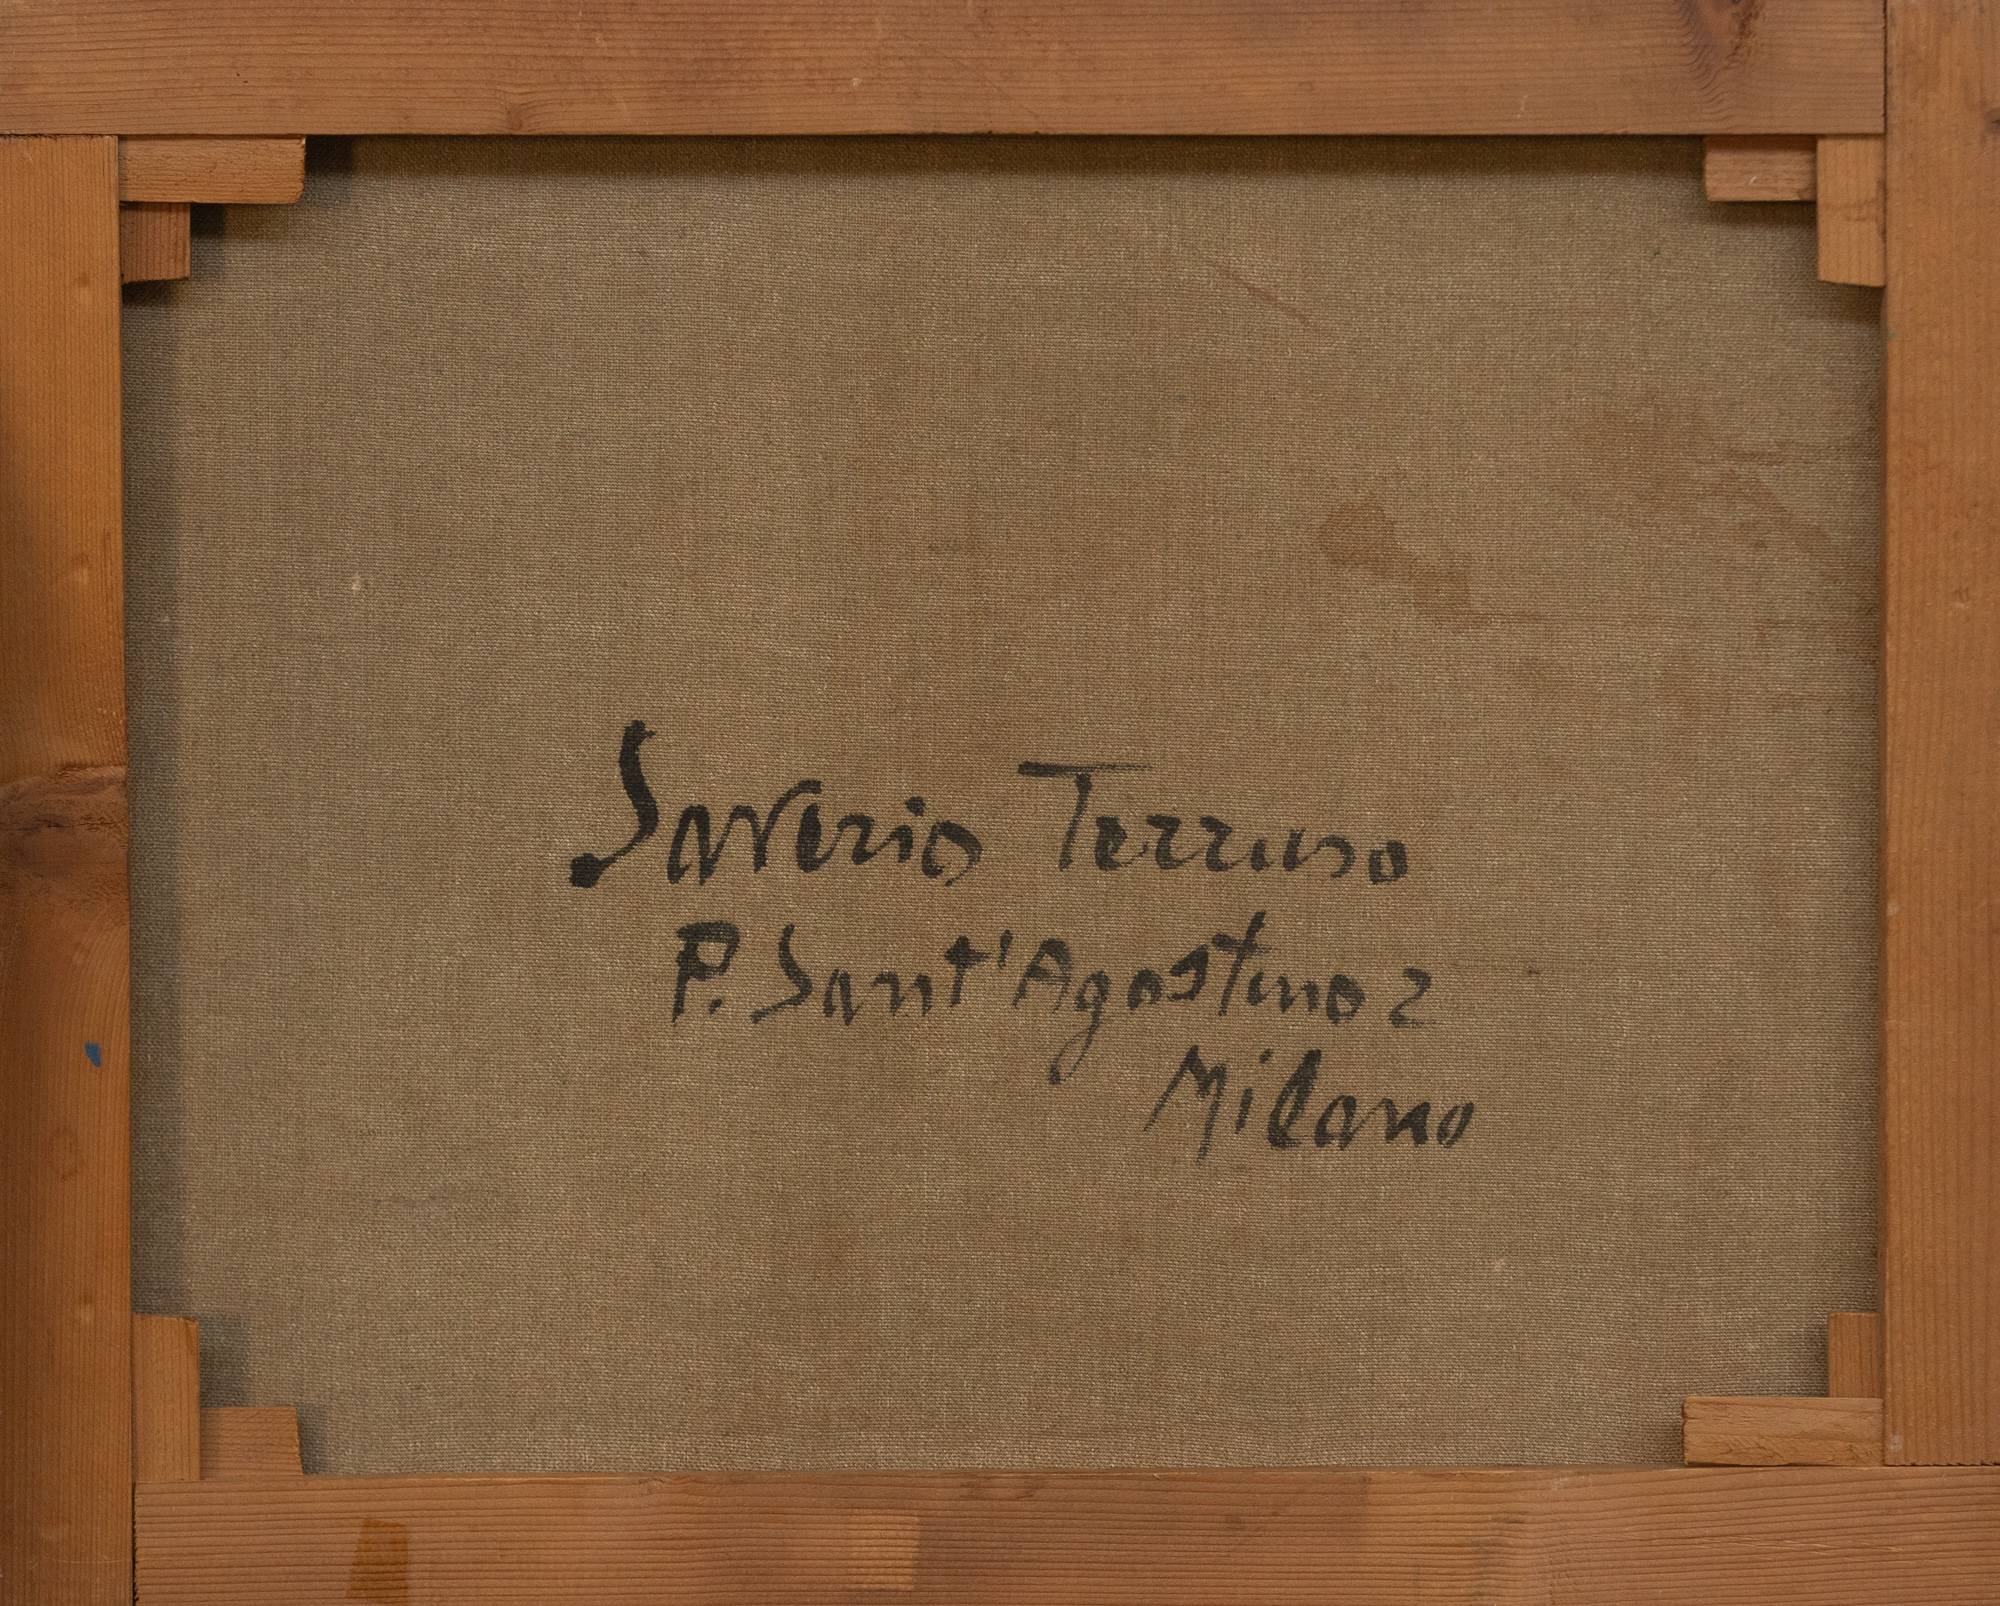 Saverio Terruso
P. Sant'Agostino 2
Milano